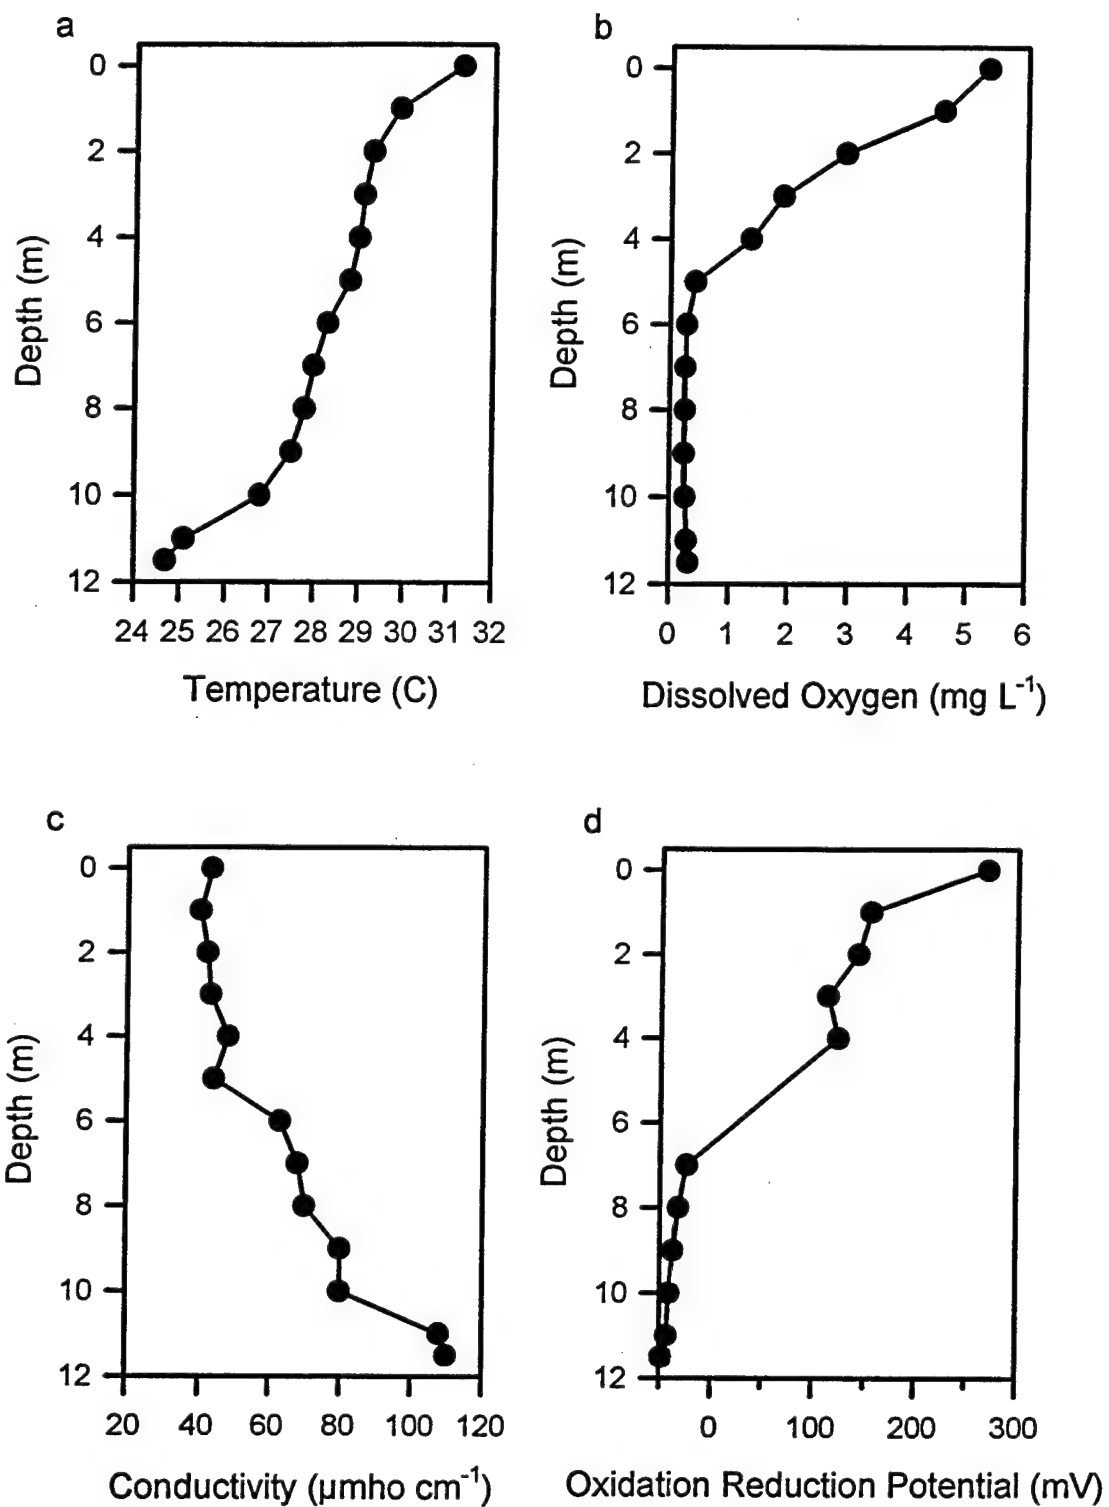 a
0
2
4
6
8
10
12
Depth (m)
24 25 26 27 28 29 30 31 32
Temperature (C)
b
0
2
4
6
8
10
12
Depth (m)
0 1 2 3 4 5 6
Dissolved Oxygen (mg L⁻¹)
c
0
2
4
6
8
10
12
Depth (m)
20 40 60 80 100 120
Conductivity (µmho cm⁻¹)
d
0
2
4
6
8
10
12
Depth (m)
0 100 200 300
Oxidation Reduction Potential (mV)